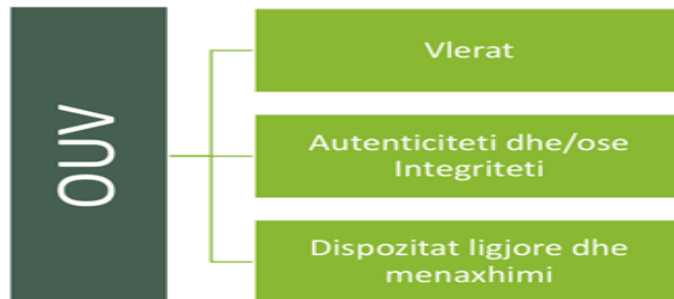 OUV
Vlerat
Autenticiteti dhe/ose
Integriteti
Dispozitat ligjore dhe
menaxhimi